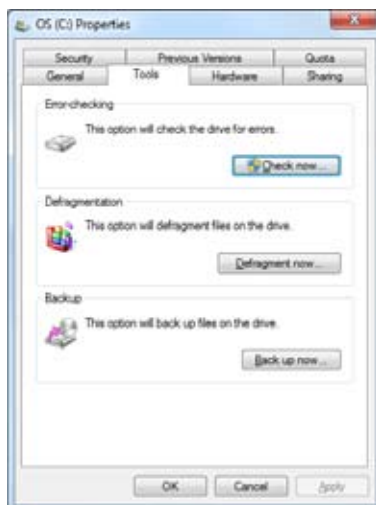 OS (C:) Properties
Security Previous Versions Quota
General Tools Hardware Sharing
Error-checking
This option will check the drive for errors.
Check now...
Defragmentation
This option will defragment files on the drive.
Defragment now...
Backup
This option will back up files on the drive.
Back up now...
OK Cancel Apply